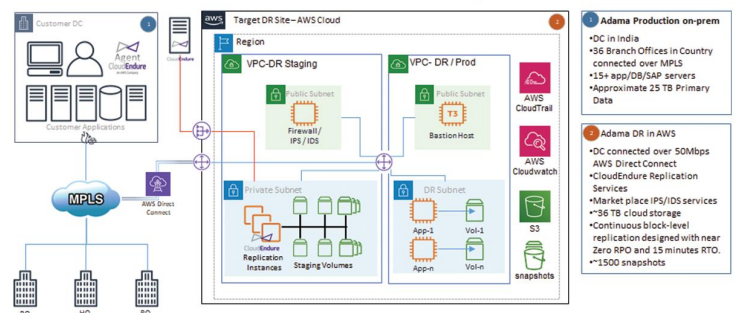 Customer DC
1
Agent
CloudEndure
Customer Applications
CloudEndure
MPLS
AWS Direct
Connect
HO
aws
Target DR Site – AWS Cloud
2
Region
VPC-DR Staging
Public Subnet
Firewall /
IPS / IDS
Private Subnet
CloudEndure
Replication
Instances
Staging Volumes
VPC- DR / Prod
Public Subnet
T3
Bastion Host
DR Subnet
App-1
Vol-1
App-n
Vol-n
AWS
CloudTrail
AWS
Cloudwatch
S3
snapshots
1 Adama Production on-prem
•DC in India
•36 Branch Offices in Country
connected over MPLS
•15+ app/DB/SAP servers
•Approximate 25 TB Primary
Data
2 Adama DR in AWS
•DC connected over 50Mbps
AWS Direct Connect
•CloudEndure Replication
Services
•Market place IPS/IDS services
•~36 TB cloud storage
•Continuous block-level
replication designed with near
Zero RPO and 15 minutes RTO.
•~1500 snapshots